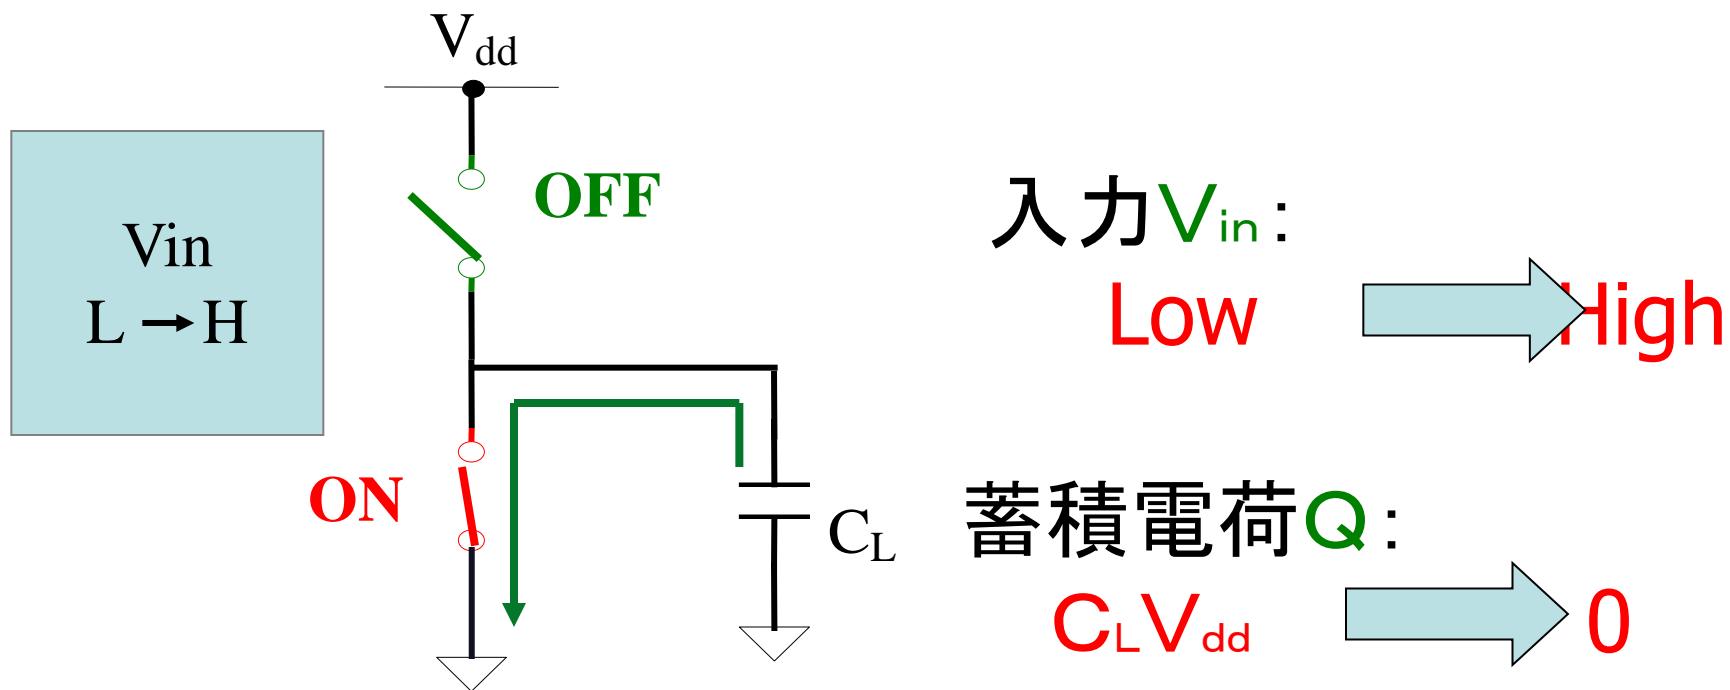 Vdd
Vin
L → H
OFF
ON
CL
入力Vin:
Low High
蓄積電荷Q:
CLVdd 0